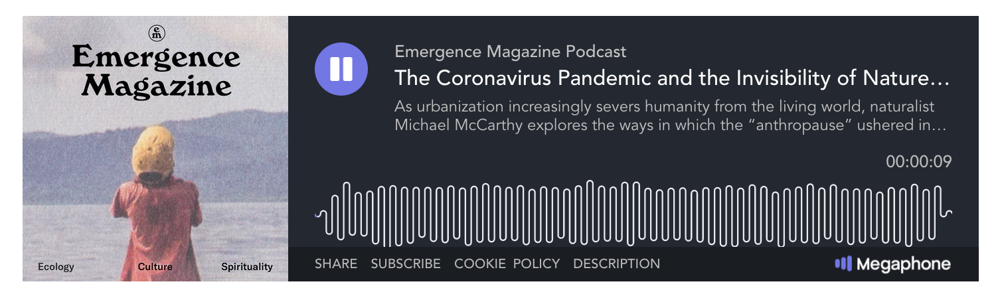 em
Emergence
Magazine
Ecology
Culture
Spirituality
Emergence Magazine Podcast
The Coronavirus Pandemic and the Invisibility of Nature…
As urbanization increasingly severs humanity from the living world, naturalist
Michael McCarthy explores the ways in which the “anthropause” ushered in…
00:00:09
SHARE SUBSCRIBE COOKIE POLICY DESCRIPTION
Megaphone